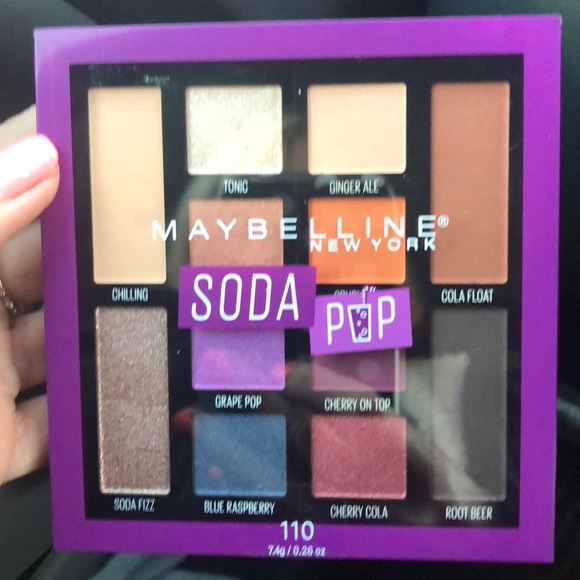 TONIC
GINGER ALE
MAYBELLINE®
NEW YORK
CHILLING
COLA FLOAT
SODA
POP
GRAPE POP
CHERRY ON TOP
SODA FIZZ
BLUE RASPBERRY
CHERRY COLA
ROOT BEER
110
7.4g / 0.26 oz